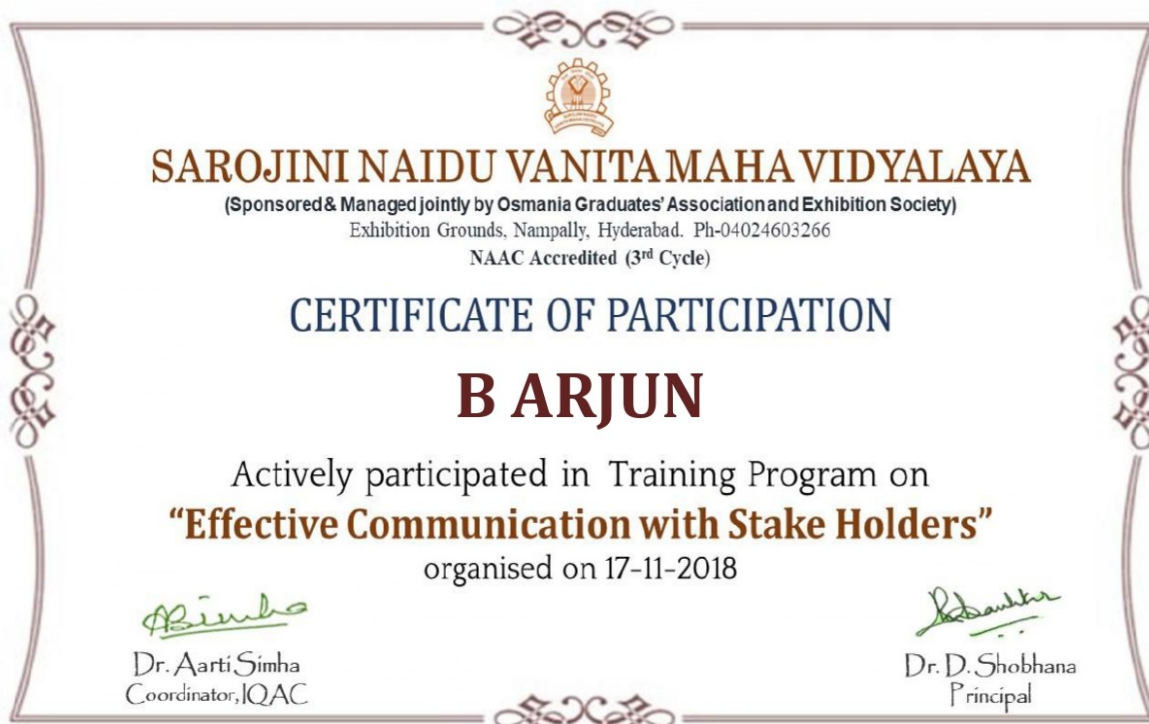 SAROJINI NAIDU VANITA MAHA VIDYALAYA
(Sponsored & Managed jointly by Osmania Graduates' Association and Exhibition Society)
Exhibition Grounds, Nampally, Hyderabad. Ph-04024603266
NAAC Accredited (3rd Cycle)
CERTIFICATE OF PARTICIPATION
B ARJUN
Actively participated in Training Program on
“Effective Communication with Stake Holders”
organised on 17-11-2018
Dr. Aarti Simha
Coordinator, IQAC
Dr. D. Shobhana
Principal